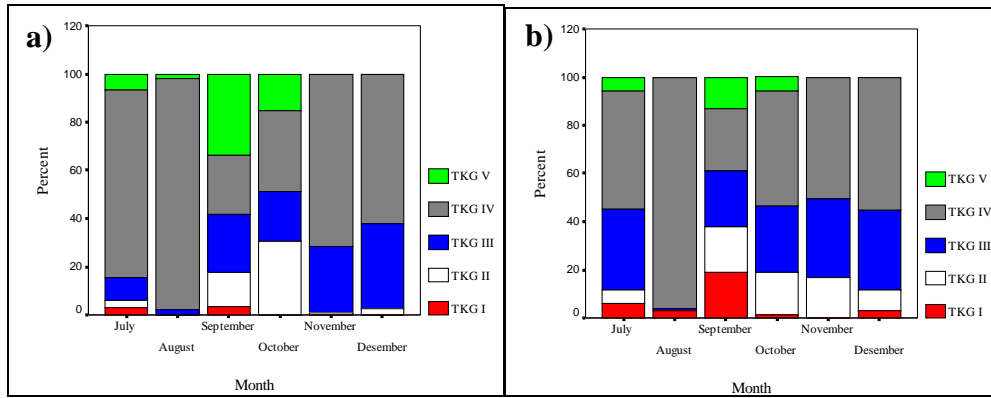 a)
120
100
80
60
40
20
0
Percent
July
September
November
August
October
Desember
Month
TKG V
TKG IV
TKG III
TKG II
TKG I
b)
120
100
80
60
40
20
0
Percent
July
September
November
August
October
Desember
Month
TKG V
TKG IV
TKG III
TKG II
TKG I